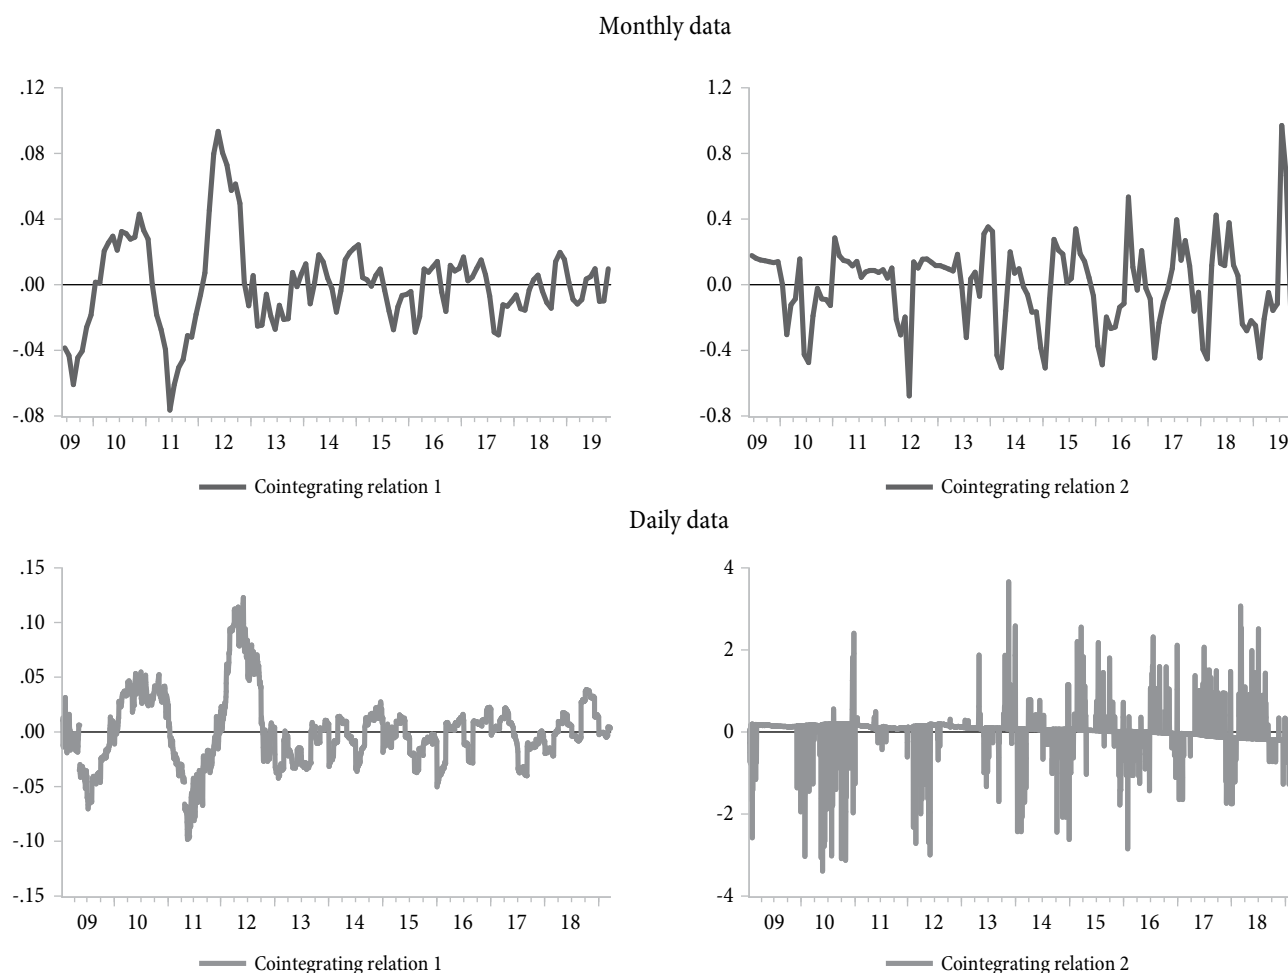 Monthly data
.12
.08
.04
.00
-.04
-.08
09 10 11 12 13 14 15 16 17 18 19
Cointegrating relation 1
1.2
0.8
0.4
0.0
-0.4
-0.8
09 10 11 12 13 14 15 16 17 18 19
Cointegrating relation 2
Daily data
.15
.10
.05
.00
-.05
-.10
-.15
09 10 11 12 13 14 15 16 17 18
Cointegrating relation 1
4
2
0
-2
-4
09 10 11 12 13 14 15 16 17 18
Cointegrating relation 2